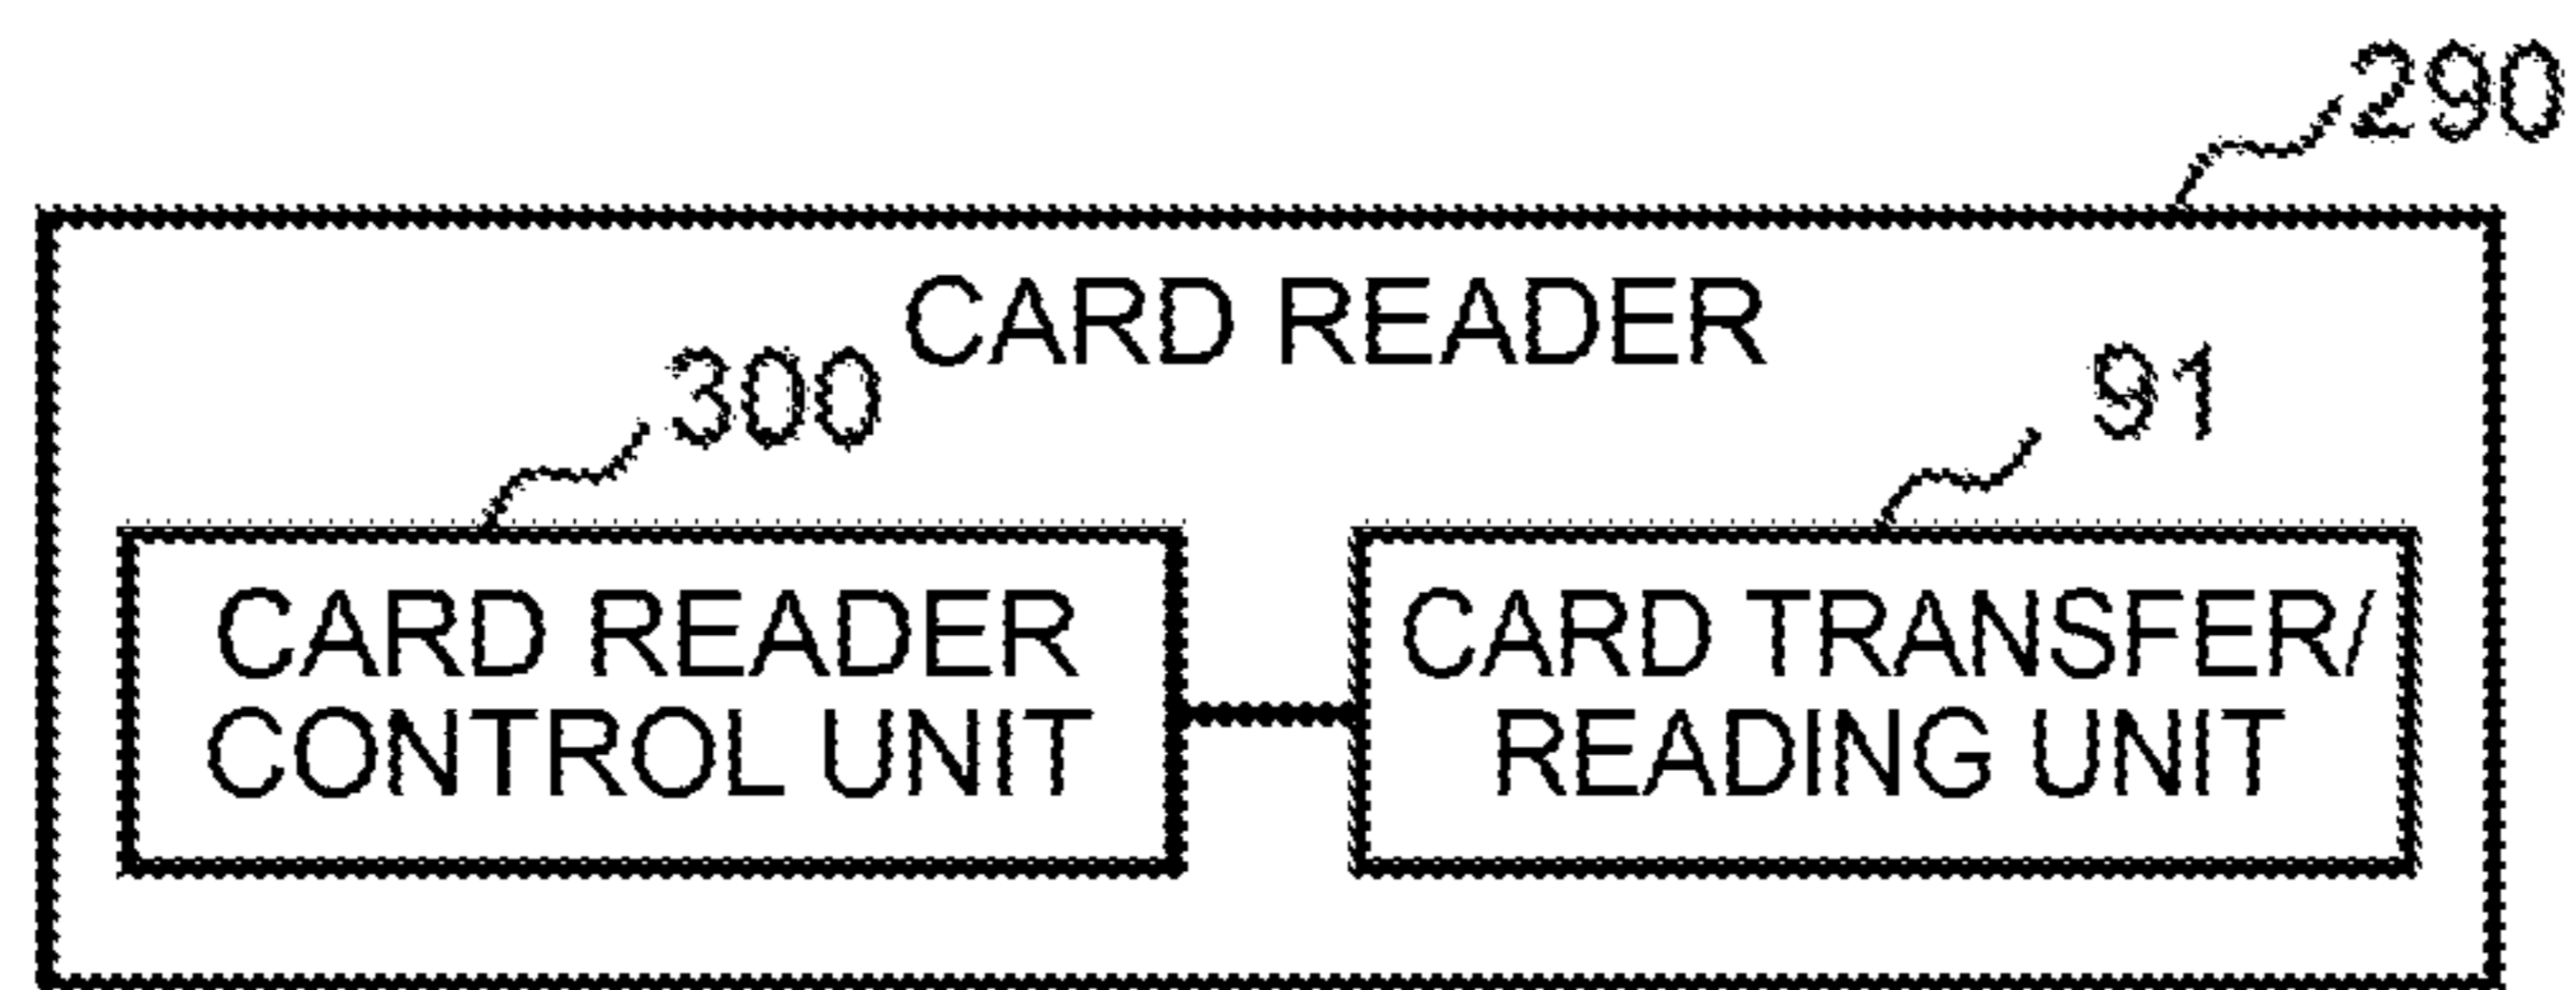 290
CARD READER
300
91
CARD READER
CONTROL UNIT
CARD TRANSFER/
READING UNIT